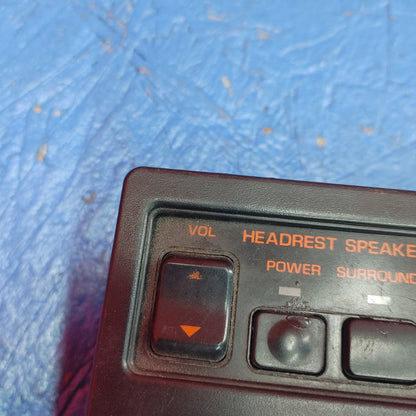 VOL
HEADREST SPEAKE
POWER SURROUND